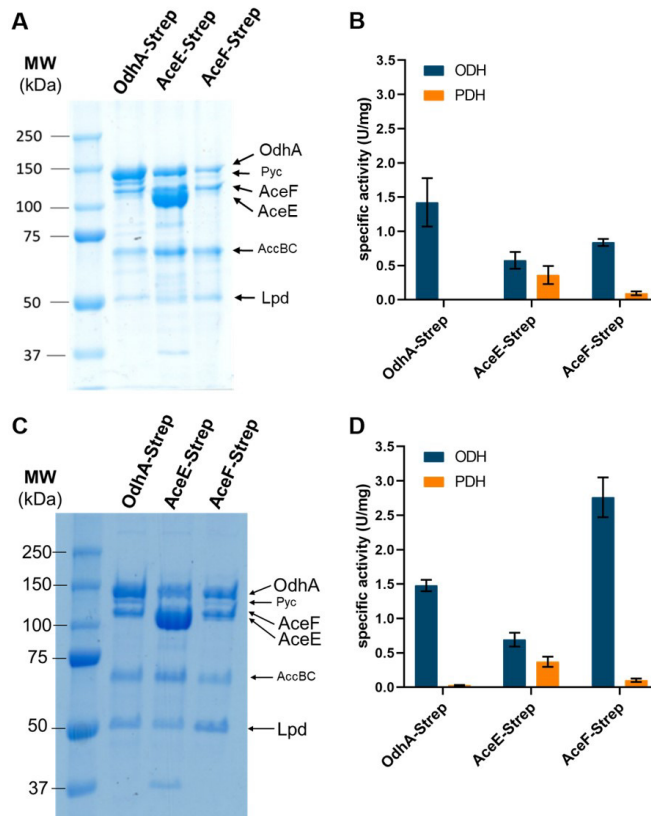 A
MW
(kDa)
OdhA-Strep
AceE-Strep
AceF-Strep
250
150
100
75
50
37
OdhA
Pyc
AceF
AceE
AccBC
Lpd
B
specific activity (U/mg)
3.5
3.0
2.5
2.0
1.5
1.0
0.5
0.0
ODH
PDH
OdhA-Strep
AceE-Strep
AceF-Strep
C
MW
(kDa)
OdhA-Strep
AceE-Strep
AceF-Strep
250
150
100
75
50
37
OdhA
Pyc
AceF
AceE
AccBC
Lpd
D
specific activity (U/mg)
3.5
3.0
2.5
2.0
1.5
1.0
0.5
0.0
ODH
PDH
OdhA-Strep
AceE-Strep
AceF-Strep